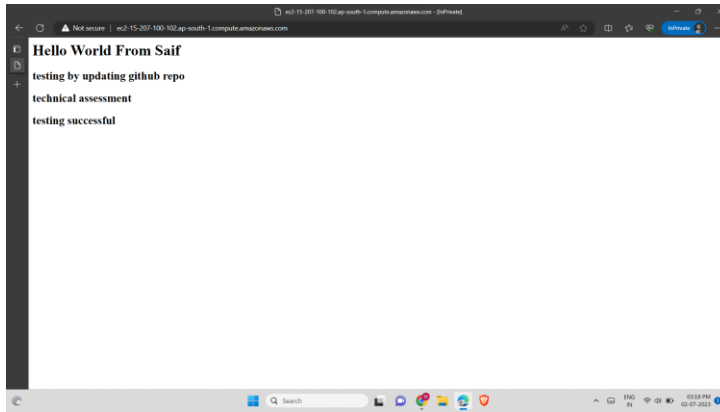 ec2-15-207-100-102.ap-south-1.compute.amazonaws.com - [InPrivate]
Not secure | ec2-15-207-100-102.ap-south-1.compute.amazonaws.com
InPrivate
Hello World From Saif
testing by updating github repo
technical assessment
testing successful
Search
ENG
IN
03:18 PM
02-07-2023